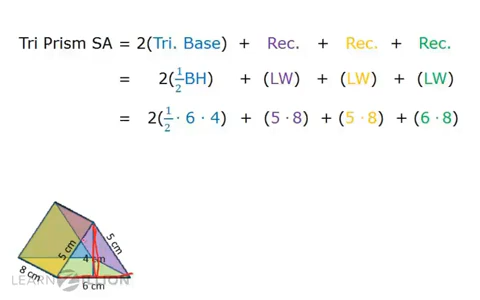 Tri Prism SA = 2(Tri. Base) + Rec. + Rec. + Rec.
= 2(½BH) + (LW) + (LW) + (LW)
= 2(½ · 6 · 4) + (5 · 8) + (5 · 8) + (6 · 8)
5 cm
5 cm
4 cm
8 cm
6 cm
LEARNZILLION